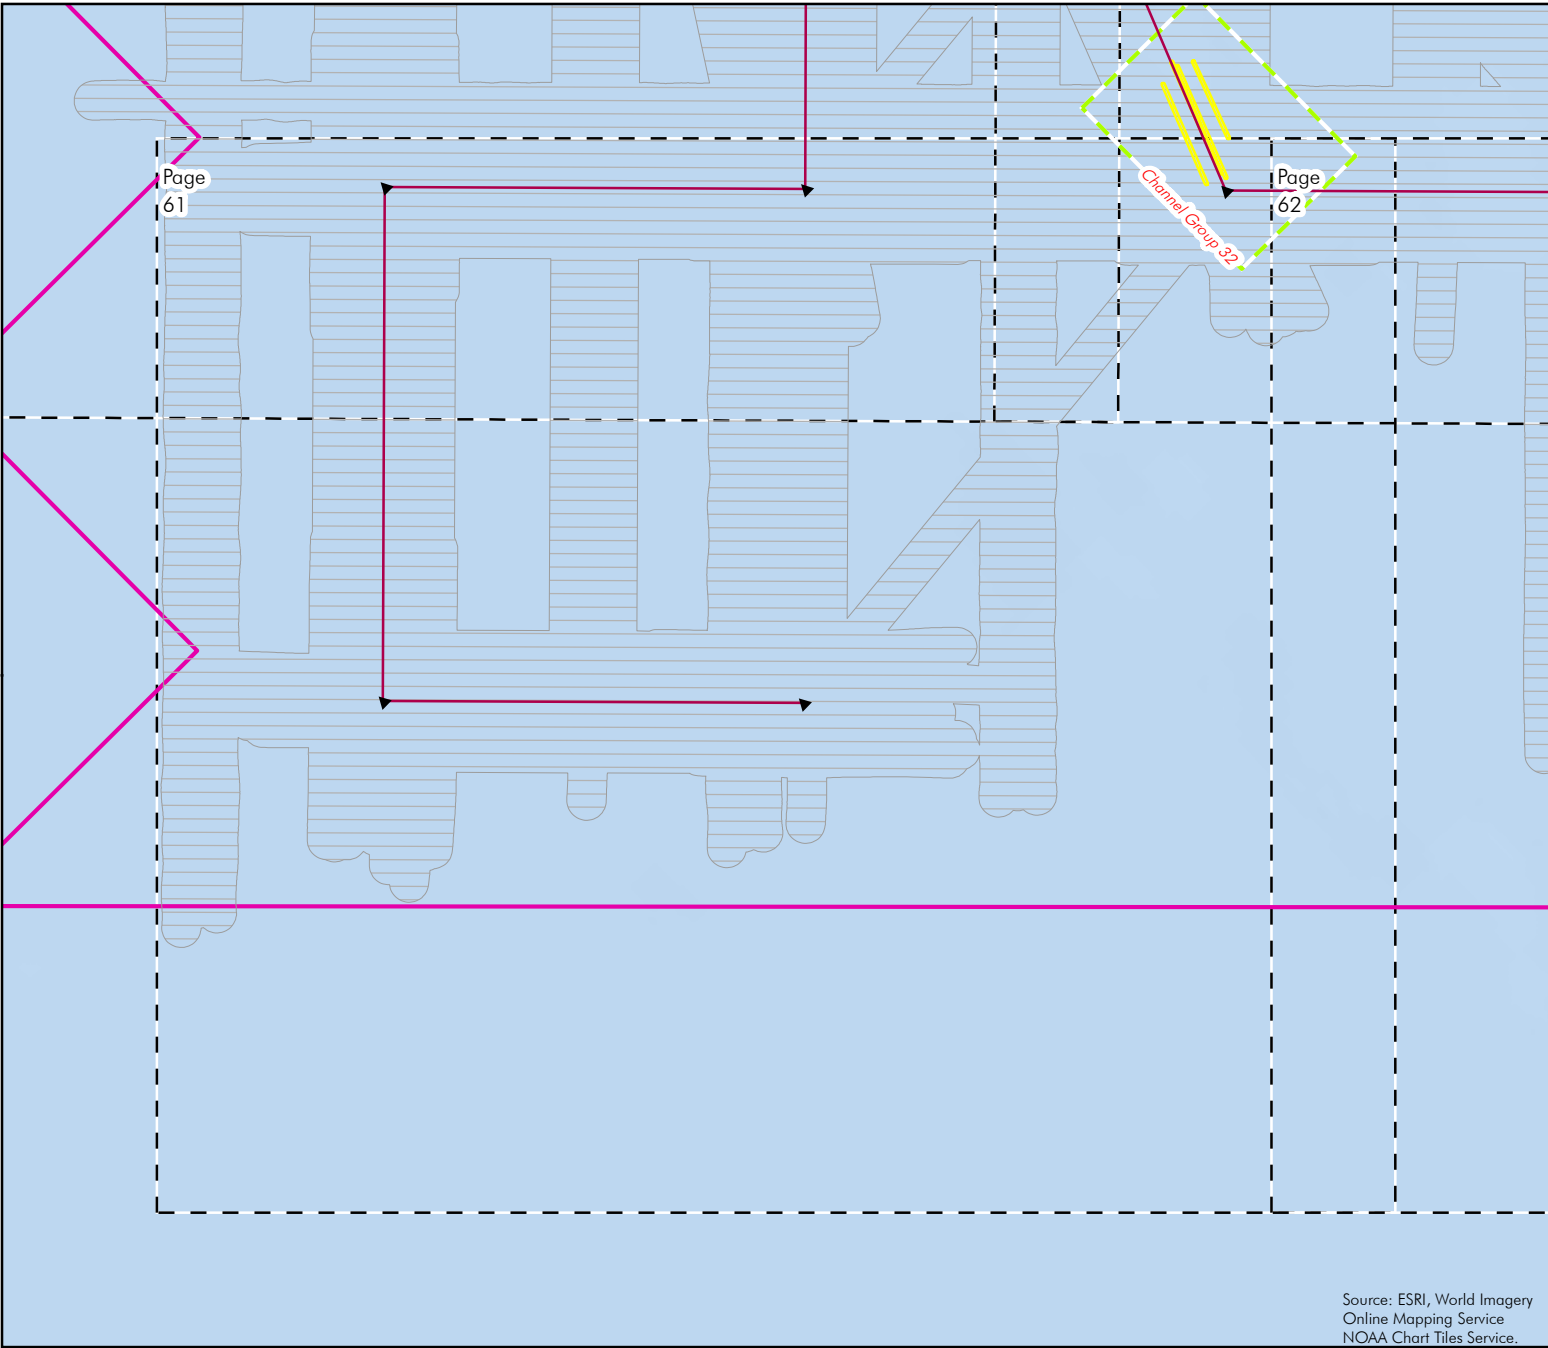 Page
61
Page
62
Channel Group 32
Source: ESRI, World Imagery
Online Mapping Service
NOAA Chart Tiles Service.